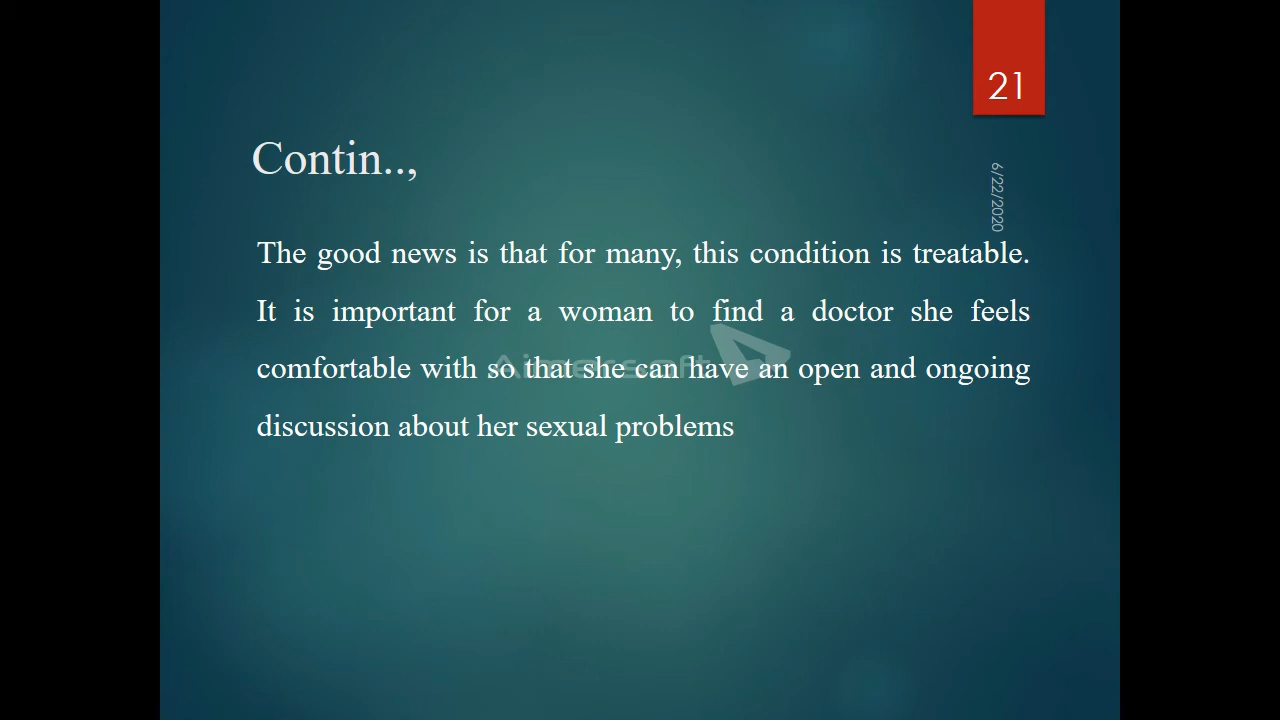 21
Contin..,
6/22/2020
The good news is that for many, this condition is treatable.
It is important for a woman to find a doctor she feels
comfortable with so that she can have an open and ongoing
discussion about her sexual problems
Aimersoft